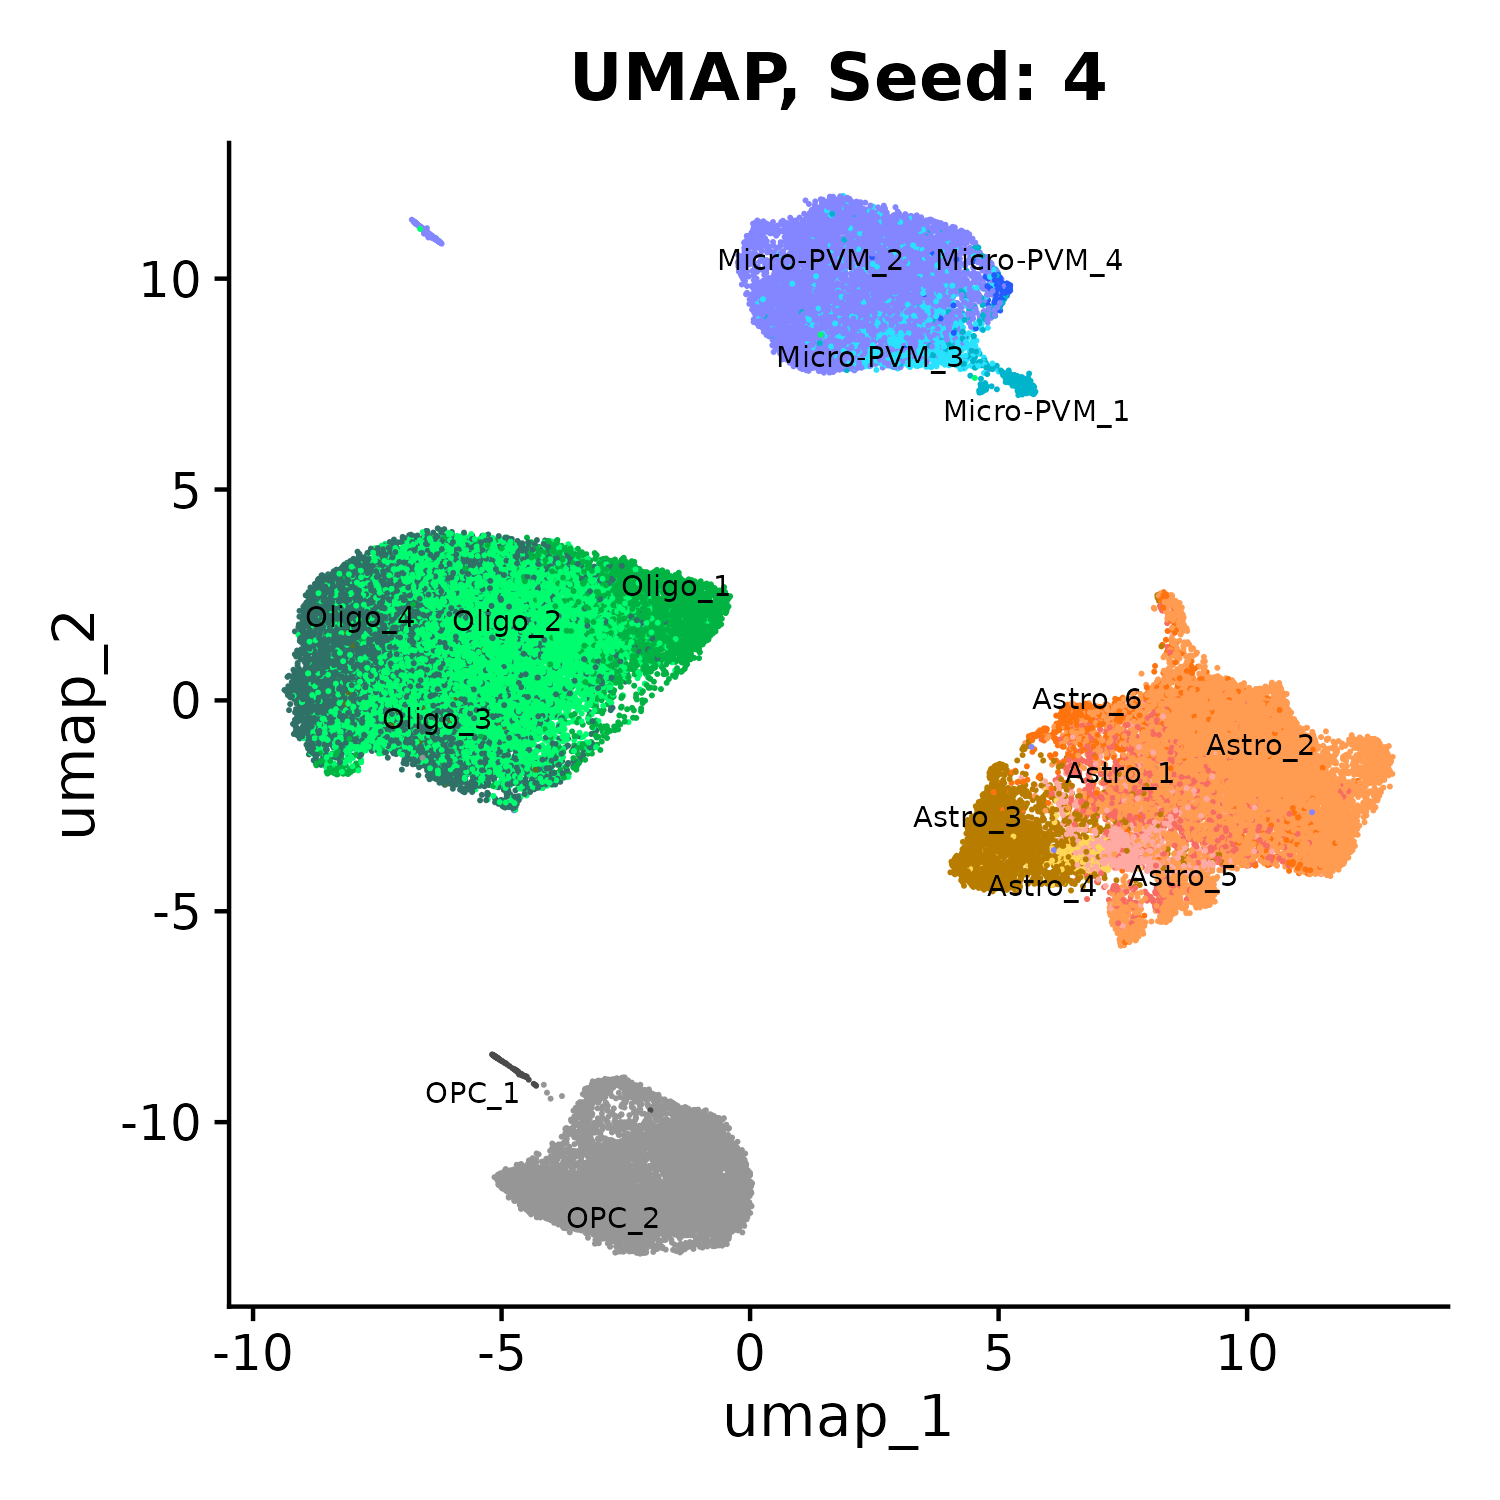 UMAP, Seed: 4
10
5
0
-5
-10
umap_2
Micro-PVM_2
Micro-PVM_4
Micro-PVM_3
Micro-PVM_1
Oligo_1
Oligo_4
Oligo_2
Oligo_3
Astro_6
Astro_2
Astro_1
Astro_3
Astro_5
Astro_4
OPC_1
OPC_2
-10
-5
0
5
10
umap_1